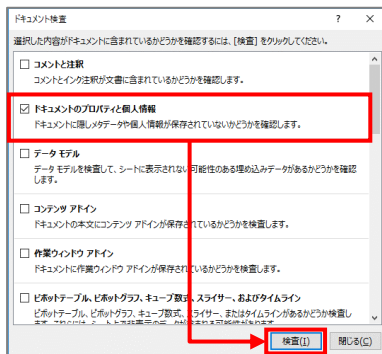 ドキュメント検査 ? ×
選択した内容がドキュメントに含まれているかどうかを確認するには、[検査] をクリックしてください。
コメントと注釈
コメントとインク注釈が文書に含まれているかどうかを確認します。
ドキュメントのプロパティと個人情報
ドキュメントに隠しメタデータや個人情報が保存されていないかどうかを確認します。
データ モデル
データ モデルを検査して、シートに表示されない可能性のある埋め込みデータがあるかどうかを確認
します。
コンテンツ アドイン
ドキュメントの本文にコンテンツ アドインが保存されているかどうかを検査します。
作業ウィンドウ アドイン
ドキュメントに作業ウィンドウ アドインが保存されているかどうかを検査します。
ピボットテーブル、ピボットグラフ、キューブ数式、スライサー、およびタイムライン
ピボットテーブル、ピボットグラフ、キューブ数式、スライサー、またはタイムラインがあるかどうか検査し
検査(I) 閉じる(C)